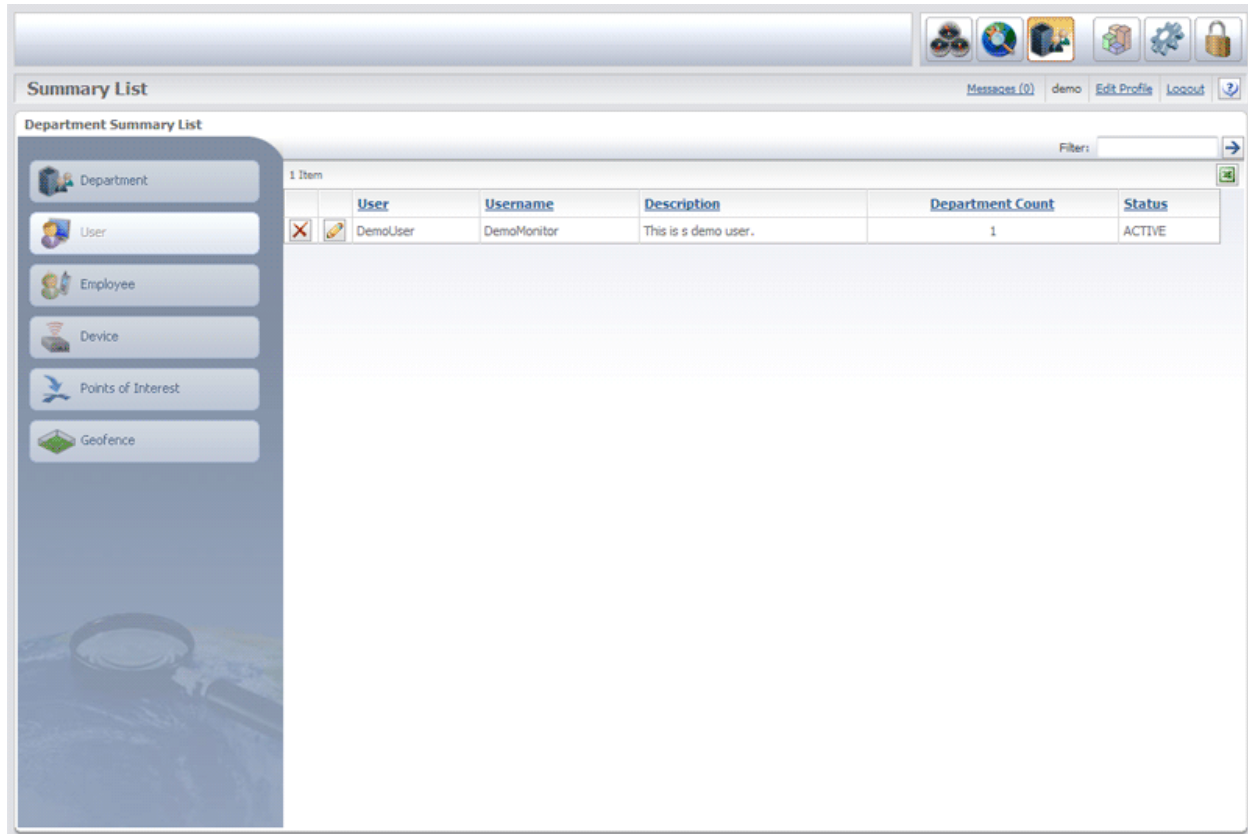 Summary List
Messages (0) demo Edit Profile Logout
Department Summary List
Filter:
Department
User
Employee
Device
Points of Interest
Geofence
1 Item
User Username Description Department Count Status
DemoUser DemoMonitor This is s demo user. 1 ACTIVE